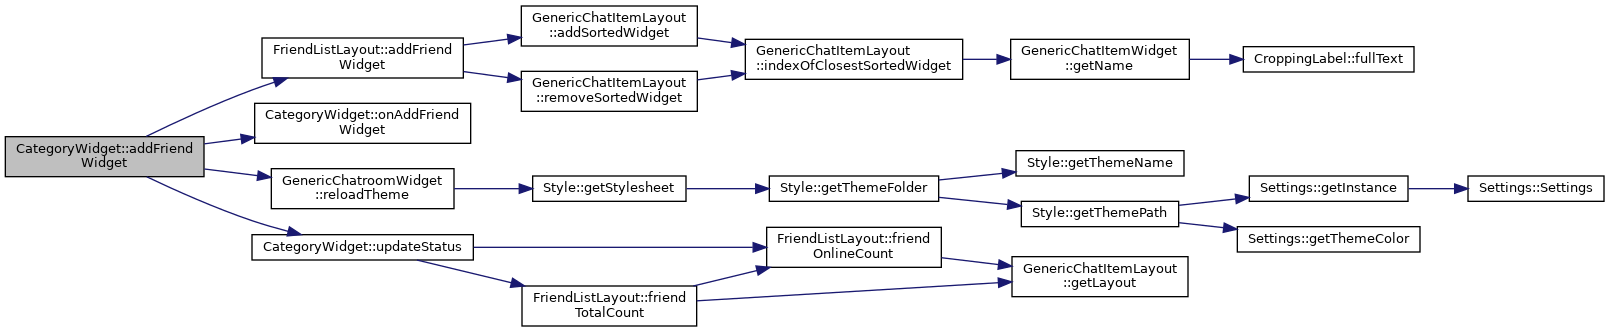 CategoryWidget::addFriend
Widget
FriendListLayout::addFriend
Widget
GenericChatItemLayout
::addSortedWidget
GenericChatItemLayout
::removeSortedWidget
GenericChatItemLayout
::indexOfClosestSortedWidget
GenericChatItemWidget
::getName
CroppingLabel::fullText
CategoryWidget::onAddFriend
Widget
GenericChatroomWidget
::reloadTheme
Style::getStylesheet
Style::getThemeFolder
Style::getThemeName
Style::getThemePath
Settings::getInstance
Settings::Settings
Settings::getThemeColor
CategoryWidget::updateStatus
FriendListLayout::friend
OnlineCount
FriendListLayout::friend
TotalCount
GenericChatItemLayout
::getLayout